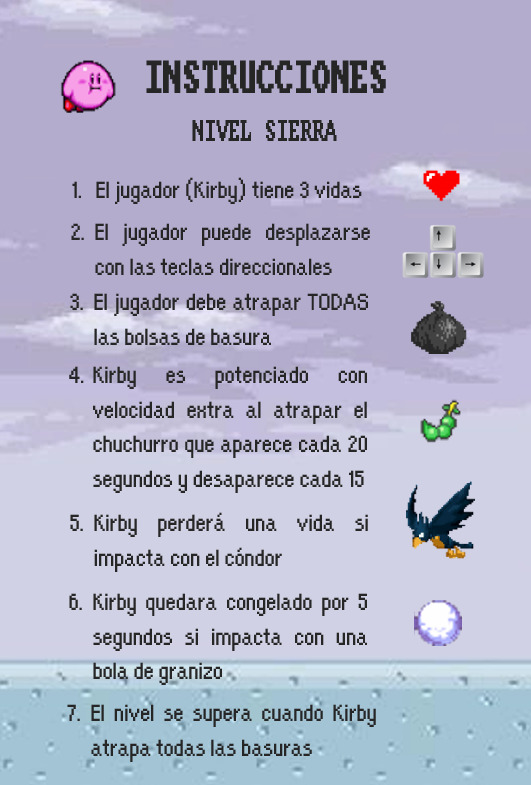 INSTRUCCIONES
NIVEL SIERRA
1. El jugador (Kirby) tiene 3 vidas
2. El jugador puede desplazarse
con las teclas direccionales
3. El jugador debe atrapar TODAS
las bolsas de basura
4. Kirby es potenciado con
velocidad extra al atrapar el
chuchurro que aparece cada 20
segundos y desaparece cada 15
5. Kirby perderá una vida si
impacta con el cóndor
6. Kirby quedara congelado por 5
segundos si impacta con una
bola de granizo
7. El nivel se supera cuando Kirby
atrapa todas las basuras